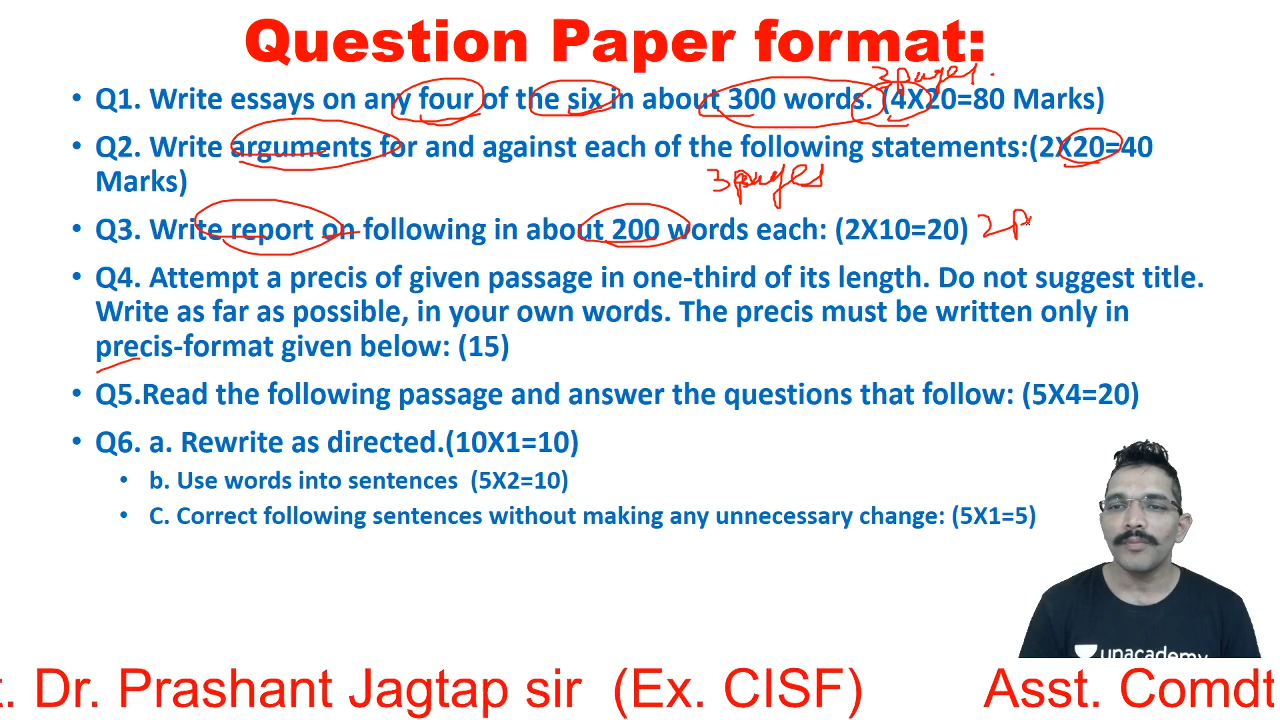 Question Paper format:
3 pages.
• Q1. Write essays on any four of the six in about 300 words. (4X20=80 Marks)
• Q2. Write arguments for and against each of the following statements:(2X20=40
Marks)
3 pages
• Q3. Write report on following in about 200 words each: (2X10=20) 2 P
• Q4. Attempt a precis of given passage in one-third of its length. Do not suggest title.
Write as far as possible, in your own words. The precis must be written only in
precis-format given below: (15)
• Q5.Read the following passage and answer the questions that follow: (5X4=20)
• Q6. a. Rewrite as directed.(10X1=10)
• b. Use words into sentences (5X2=10)
• C. Correct following sentences without making any unnecessary change: (5X1=5)
unacademy
t. Dr. Prashant Jagtap sir (Ex. CISF) Asst. Comdt